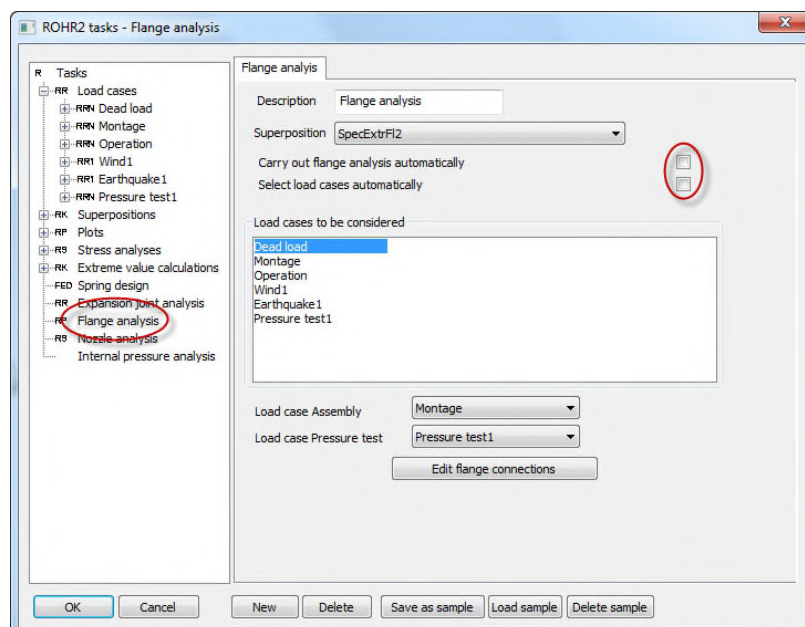 ROHR2 tasks - Flange analysis
R Tasks
RR Load cases
RRN Dead load
RRN Montage
RRN Operation
RR1 Wind1
RR1 Earthquake1
RRN Pressure test1
RK Superpositions
RP Plots
R9 Stress analyses
RK Extreme value calculations
FED Spring design
RR Expansion joint analysis
RP Flange analysis
R9 Nozzle analysis
Internal pressure analysis
Flange analyis
Description Flange analysis
Superposition SpecExtrFl2
Carry out flange analysis automatically
Select load cases automatically
Load cases to be considered
Dead load
Montage
Operation
Wind1
Earthquake1
Pressure test1
Load case Assembly Montage
Load case Pressure test Pressure test1
Edit flange connections
OK Cancel New Delete Save as sample Load sample Delete sample